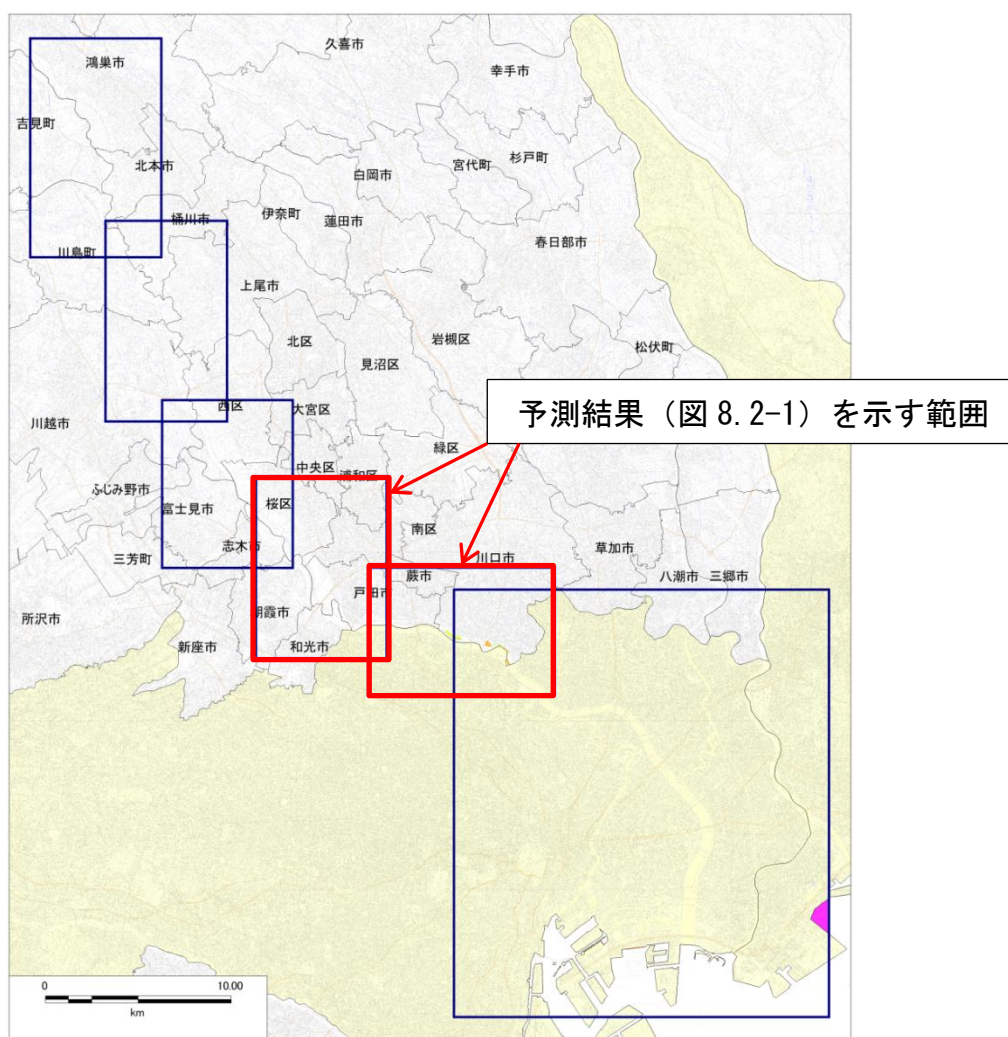 久喜市
鴻巣市
幸手市
吉見町
北本市
白岡市
宮代町
杉戸町
桶川市
伊奈町
蓮田市
川島町
春日部市
上尾市
北区
岩槻区
松伏町
見沼区
西区
大宮区
予測結果（図 8.2-1）を示す範囲
川越市
緑区
中央区
浦和区
ふじみ野市
富士見市
桜区
南区
志木市
三芳町
川口市
草加市
蕨市
八潮市
三郷市
戸田市
所沢市
朝霞市
新座市
和光市
0
10.00
km